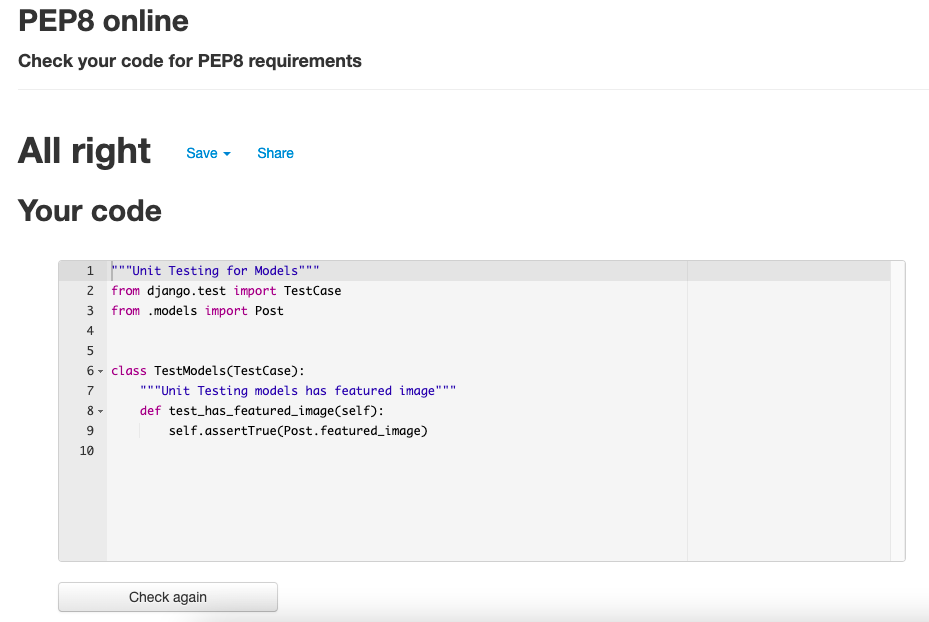 PEP8 online
Check your code for PEP8 requirements
All right Save Share
Your code
1 """Unit Testing for Models"""
2 from django.test import TestCase
3 from .models import Post
4
5
6 class TestModels(TestCase):
7     """Unit Testing models has featured image"""
8     def test_has_featured_image(self):
9         self.assertTrue(Post.featured_image)
10
Check again